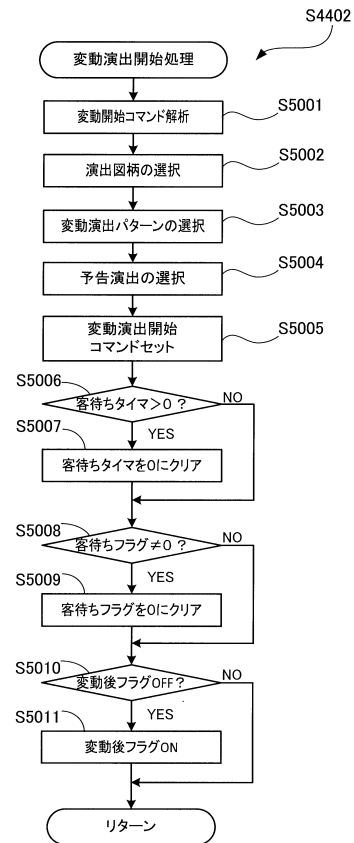 S4402
変動演出開始処理
変動開始コマンド解析
S5001
演出図柄の選択
S5002
変動演出パターンの選択
S5003
予告演出の選択
S5004
変動演出開始
コマンドセット
S5005
S5006
客待ちタイマ>0?
NO
YES
S5007
客待ちタイマを0にクリア
S5008
客待ちフラグ≠0?
NO
YES
S5009
客待ちフラグを0にクリア
S5010
変動後フラグOFF?
NO
YES
S5011
変動後フラグON
リターン